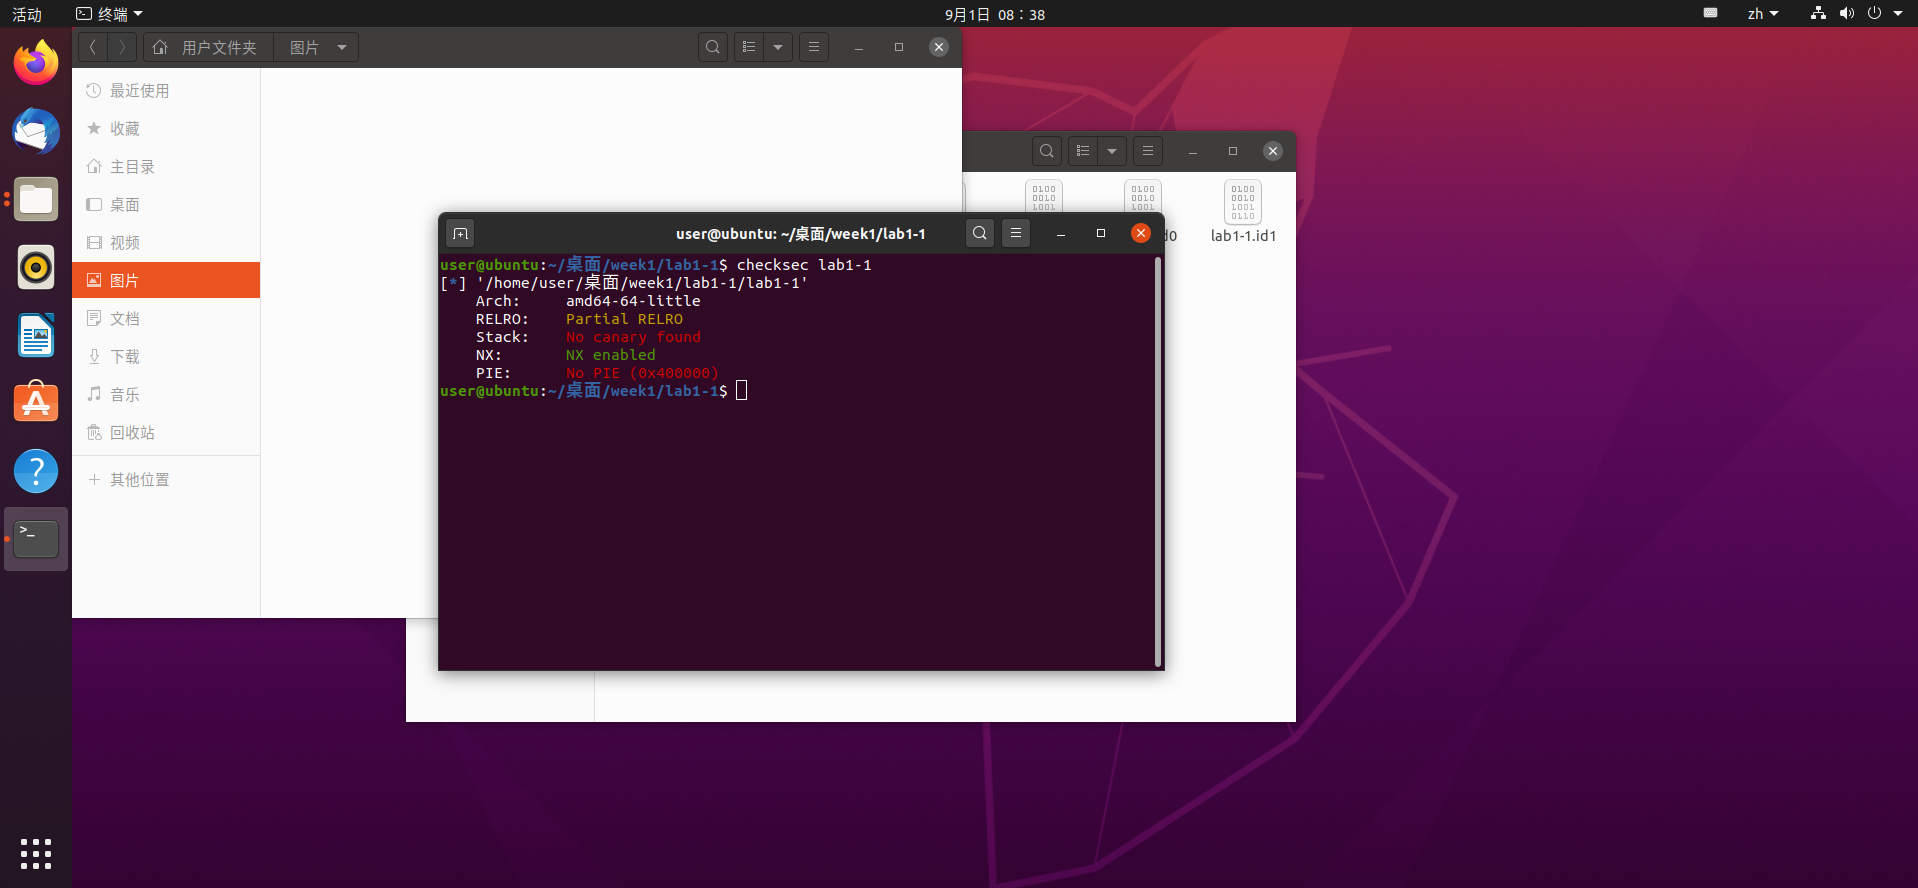 活动
终端
9月1日 08：38
zh
用户文件夹
图片
最近使用
收藏
主目录
桌面
视频
图片
文档
下载
音乐
回收站
其他位置
0100
0010
1001
0100
0010
1001
0100
0010
1001
0110
d0
lab1-1.id1
user@ubuntu: ~/桌面/week1/lab1-1
user@ubuntu:~/桌面/week1/lab1-1$ checksec lab1-1
[*] '/home/user/桌面/week1/lab1-1/lab1-1'
Arch: amd64-64-little
RELRO: Partial RELRO
Stack: No canary found
NX: NX enabled
PIE: No PIE (0x400000)
user@ubuntu:~/桌面/week1/lab1-1$